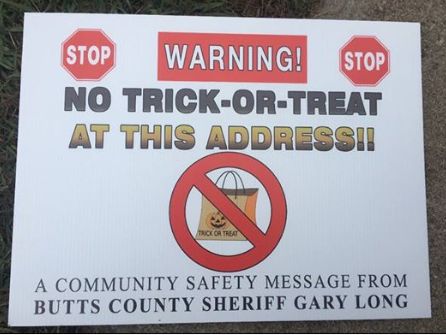 STOP WARNING! STOP
NO TRICK-OR-TREAT
AT THIS ADDRESS!!
TRICK OR TREAT
A COMMUNITY SAFETY MESSAGE FROM
BUTTS COUNTY SHERIFF GARY LONG